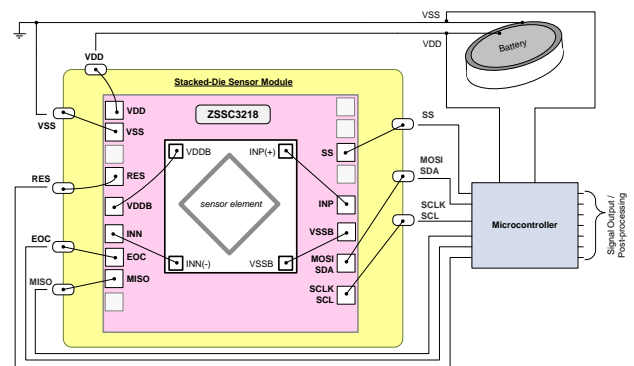 VSS
VDD
Battery
VDD
Stacked-Die Sensor Module
ZSSC3218
VSS
VDD
VSS
SS
SS
VDDB
INP(+)
MOSI
SDA
RES
RES
sensor element
INP
SCLK
SCL
Microcontroller
Signal Output /
Post-processing
VDDB
INN
VSSB
EOC
EOC
INN(-)
VSSB
MOSI
SDA
MISO
MISO
SCLK
SCL